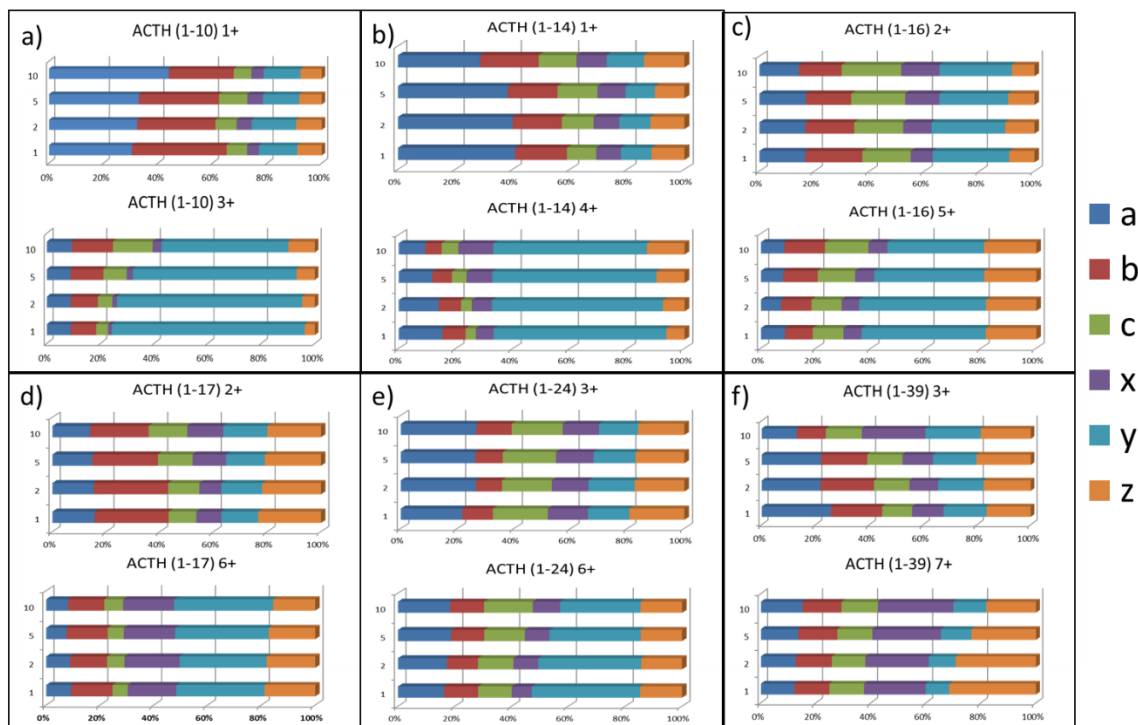 a)
ACTH (1-10) 1+
10
5
2
1
0% 20% 40% 60% 80% 100%
ACTH (1-10) 3+
10
5
2
1
0% 20% 40% 60% 80% 100%
b)
ACTH (1-14) 1+
10
5
2
1
0% 20% 40% 60% 80% 100%
ACTH (1-14) 4+
10
5
2
1
0% 20% 40% 60% 80% 100%
c)
ACTH (1-16) 2+
10
5
2
1
0% 20% 40% 60% 80% 100%
ACTH (1-16) 5+
10
5
2
1
0% 20% 40% 60% 80% 100%
d)
ACTH (1-17) 2+
10
5
2
1
0% 20% 40% 60% 80% 100%
ACTH (1-17) 6+
10
5
2
1
0% 20% 40% 60% 80% 100%
e)
ACTH (1-24) 3+
10
5
2
1
0% 20% 40% 60% 80% 100%
ACTH (1-24) 6+
10
5
2
1
0% 20% 40% 60% 80% 100%
f)
ACTH (1-39) 3+
10
5
2
1
0% 20% 40% 60% 80% 100%
ACTH (1-39) 7+
10
5
2
1
0% 20% 40% 60% 80% 100%
a
b
c
x
y
z